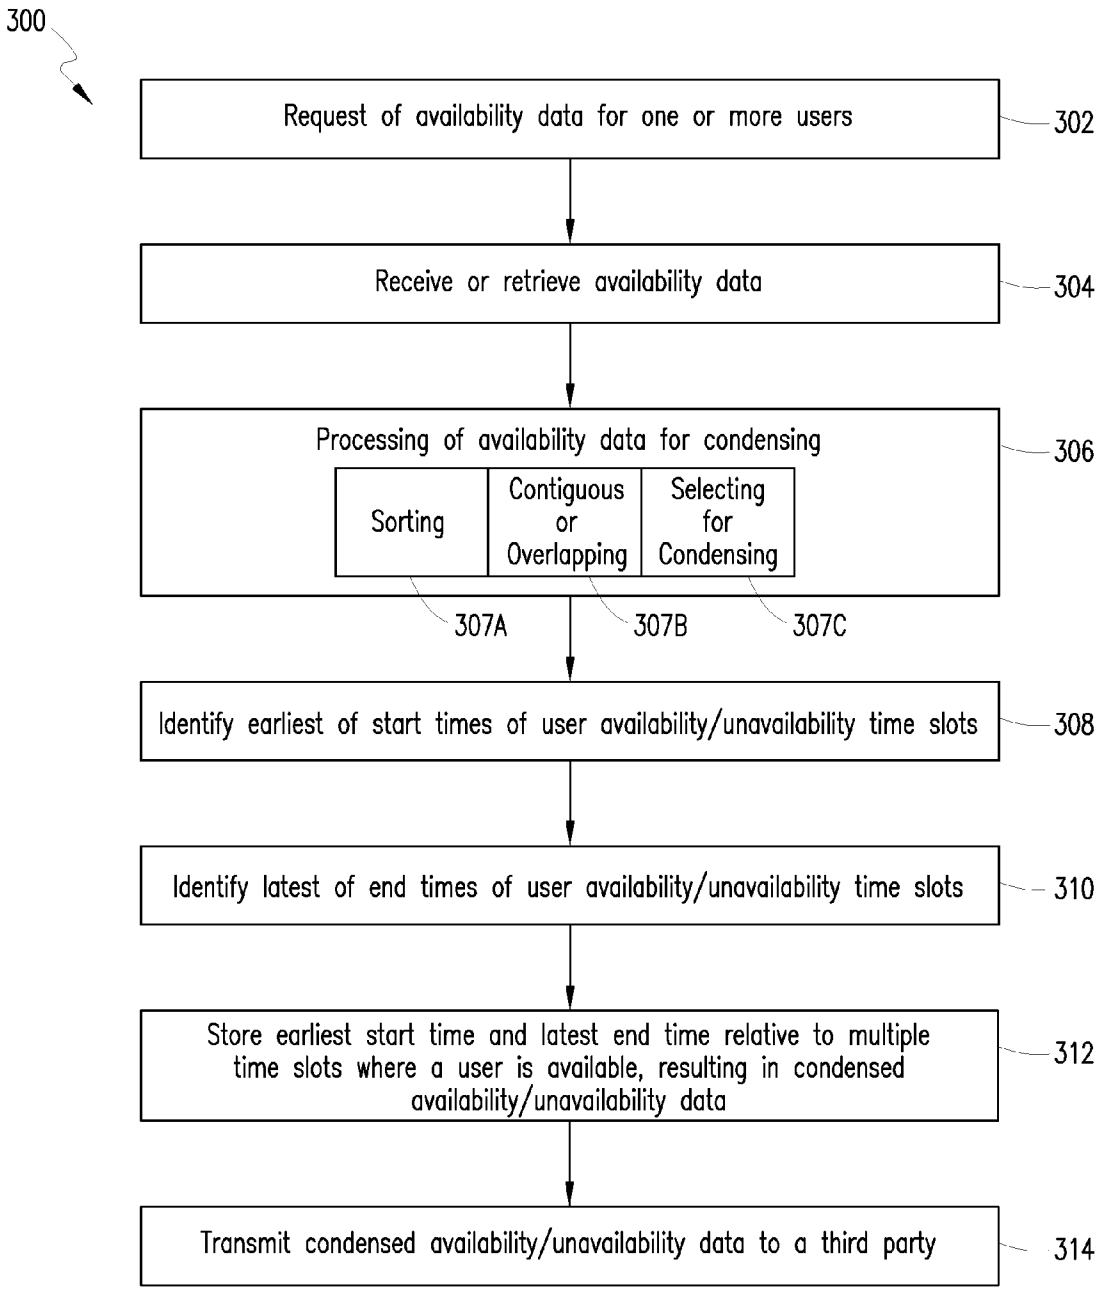 300
Request of availability data for one or more users
302
Receive or retrieve availability data
304
Processing of availability data for condensing
306
Sorting
Contiguous
or
Overlapping
Selecting
for
Condensing
307A
307B
307C
Identify earliest of start times of user availability/unavailability time slots
308
Identify latest of end times of user availability/unavailability time slots
310
Store earliest start time and latest end time relative to multiple
time slots where a user is available, resulting in condensed
availability/unavailability data
312
Transmit condensed availability/unavailability data to a third party
314